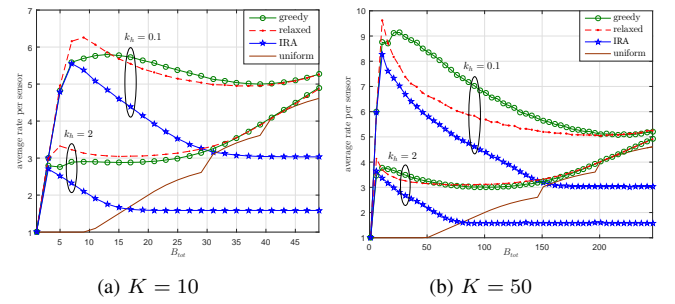 7
6
5
4
3
2
1
average rate per sensor
5
10
15
20
25
30
35
40
45
B_tot
k_h = 0.1
k_h = 2
greedy
relaxed
IRA
uniform
(a) K = 10
10
9
8
7
6
5
4
3
2
1
average rate per sensor
0
50
100
150
200
B_tot
k_h = 0.1
k_h = 2
greedy
relaxed
IRA
uniform
(b) K = 50